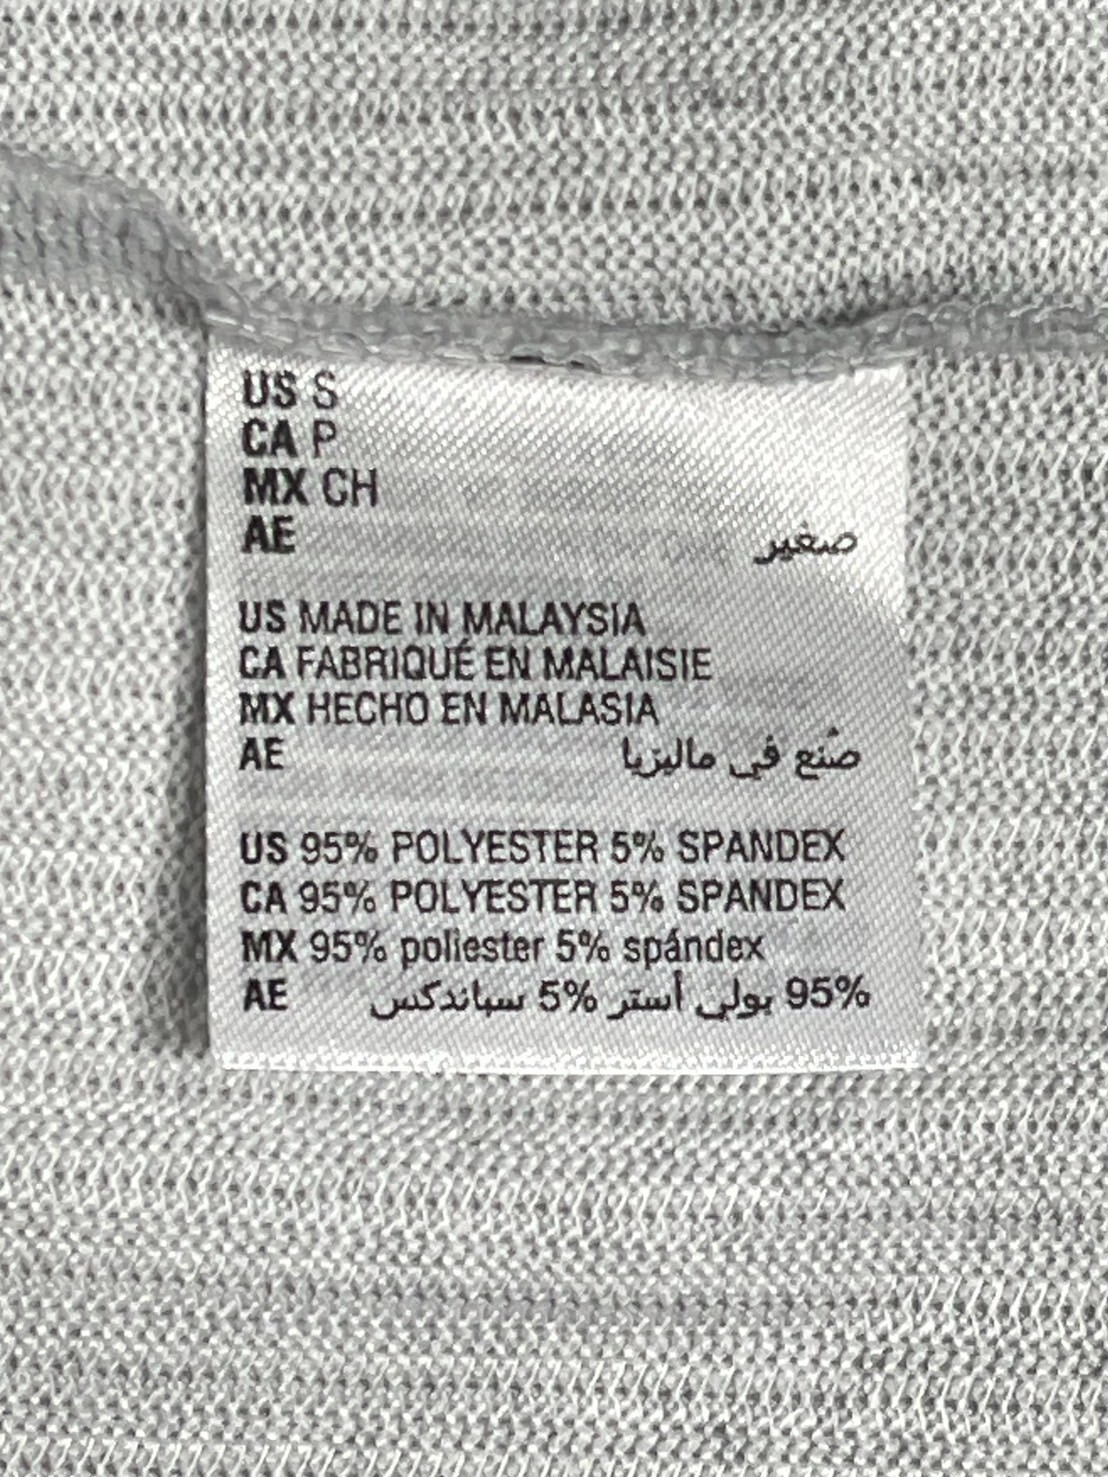 US S
CA P
MX CH
AE صغير
US MADE IN MALAYSIA
CA FABRIQUÉ EN MALAISIE
MX HECHO EN MALASIA
AE صُنع في ماليزيا
US 95% POLYESTER 5% SPANDEX
CA 95% POLYESTER 5% SPANDEX
MX 95% poliester 5% spándex
AE 95% بولي أستر 5% سباندكس